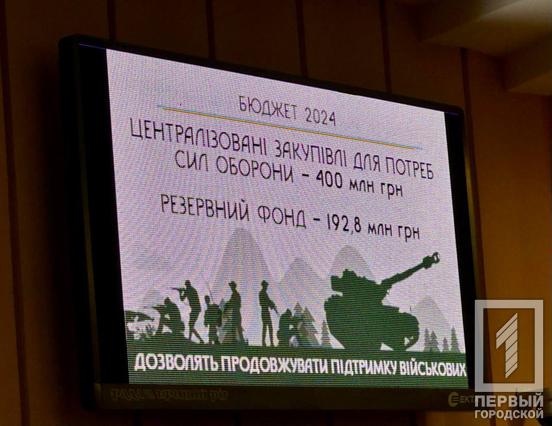 БЮДЖЕТ 2024
ЦЕНТРАЛІЗОВАНІ ЗАКУПІВЛІ ДЛЯ ПОТРЕБ
СИЛ ОБОРОНИ – 400 МЛН ГРН
РЕЗЕРВНИЙ ФОНД – 192,8 МЛН ГРН
ДОЗВОЛЯТЬ ПРОДОВЖУВАТИ ПІДТРИМКУ ВІЙСЬКОВИХ
1
ПЕРВЫЙ
ГОРОДСКОЙ